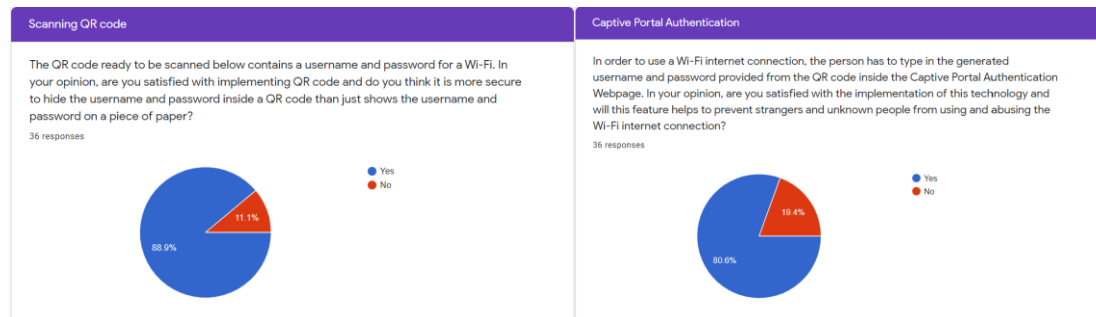 Scanning QR code
The QR code ready to be scanned below contains a username and password for a Wi-Fi. In
your opinion, are you satisfied with implementing QR code and do you think it is more secure
to hide the username and password inside a QR code than just shows the username and
password on a piece of paper?
36 responses
Yes
No
11.1%
88.9%
Captive Portal Authentication
In order to use a Wi-Fi internet connection, the person has to type in the generated
username and password provided from the QR code inside the Captive Portal Authentication
Webpage. In your opinion, are you satisfied with the implementation of this technology and
will this feature helps to prevent strangers and unknown people from using and abusing the
Wi-Fi internet connection?
36 responses
Yes
No
19.4%
80.6%